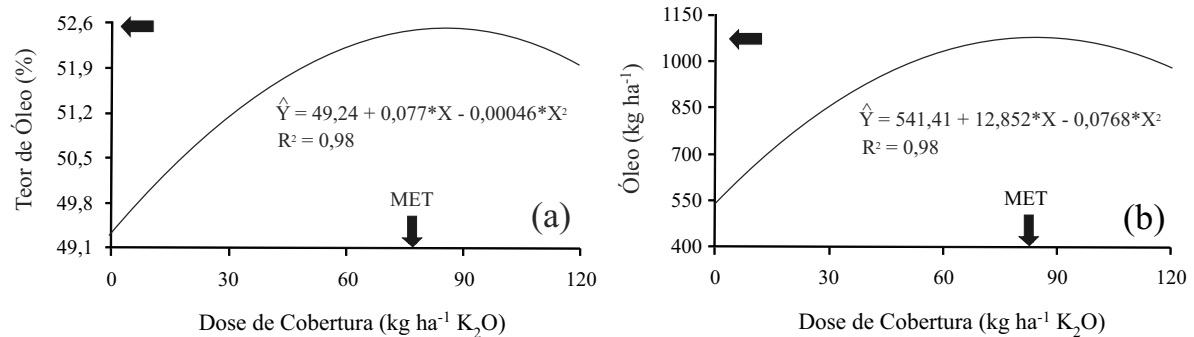 Teor de Óleo (%)
52,6
51,9
51,2
50,5
49,8
49,1
Ŷ = 49,24 + 0,077*X - 0,00046*X²
R² = 0,98
MET
(a)
0 30 60 90 120
Dose de Cobertura (kg ha⁻¹ K₂O)
Óleo (kg ha⁻¹)
1150
1000
850
700
550
400
Ŷ = 541,41 + 12,852*X - 0,0768*X²
R² = 0,98
MET
(b)
0 30 60 90 120
Dose de Cobertura (kg ha⁻¹ K₂O)